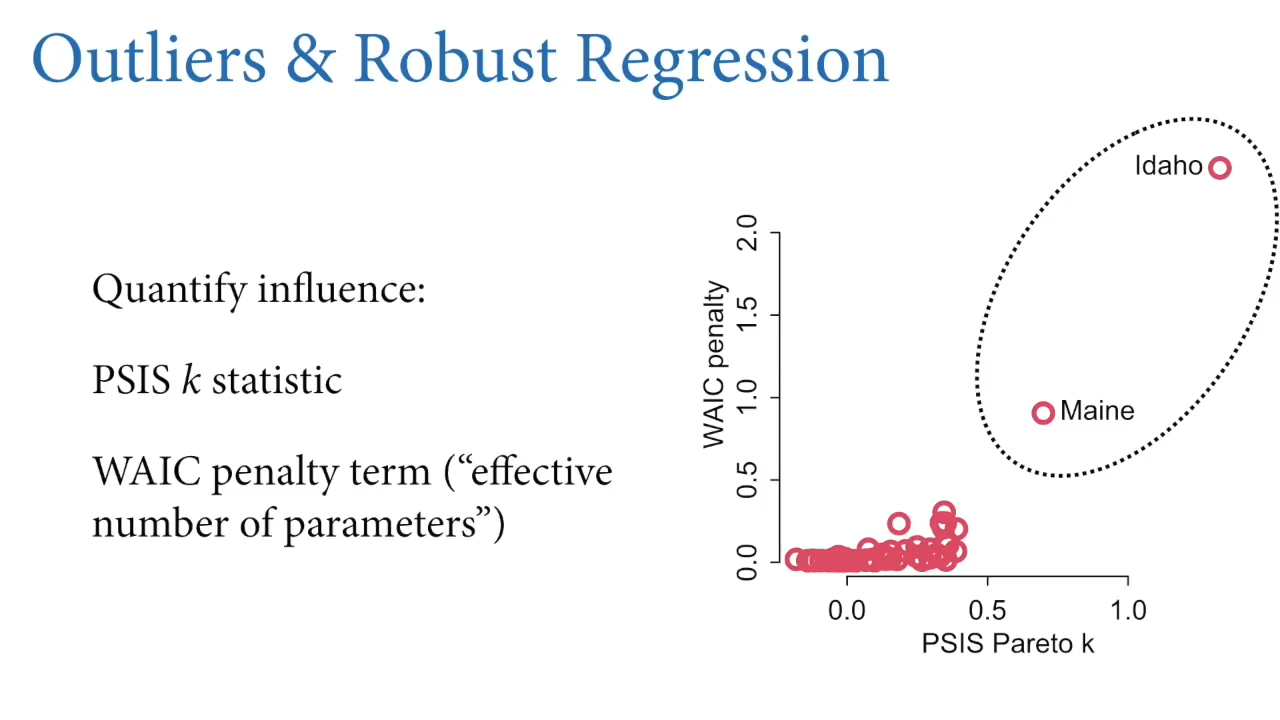 Outliers & Robust Regression
Quantify influence:
PSIS k statistic
WAIC penalty term (“effective
number of parameters”)
Idaho
Maine
WAIC penalty
2.0
1.5
1.0
0.5
0.0
0.0 0.5 1.0
PSIS Pareto k